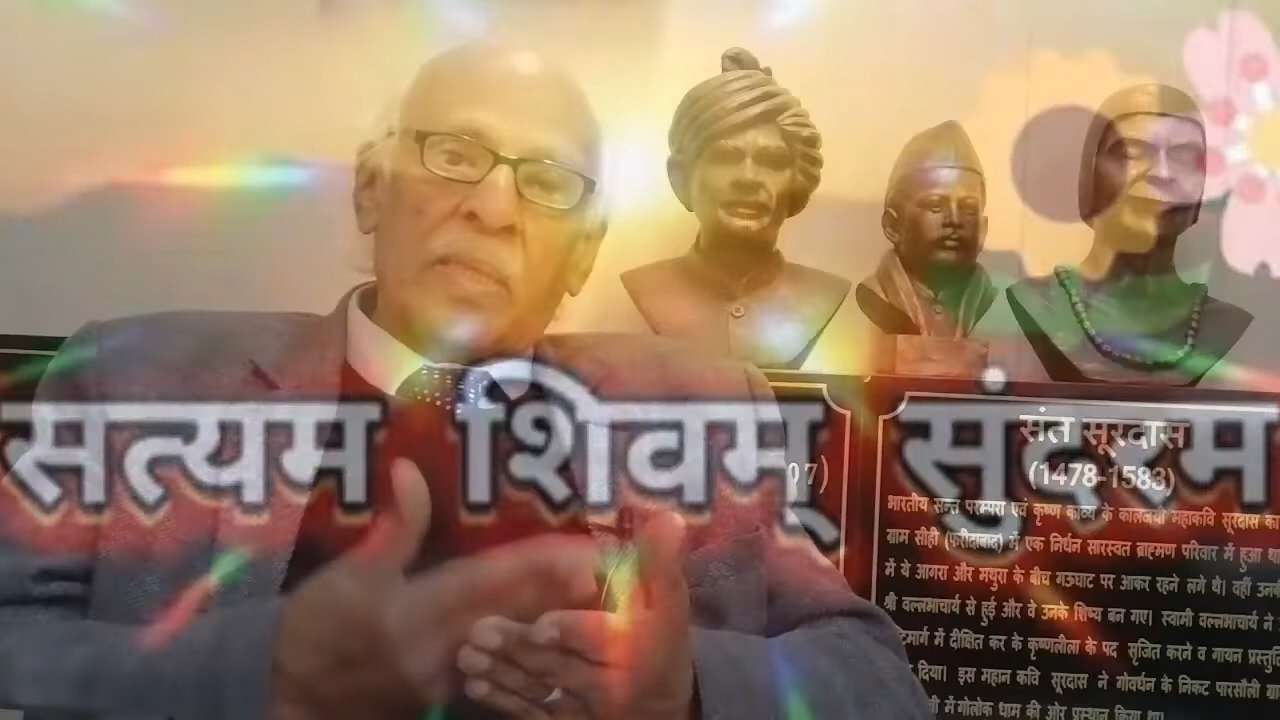 सत्यम शिवम् सुंदरम
संत सूरदास
(1478-1583)
भारतीय सन्त परम्परा एवं कृष्ण काव्य के कालजयी महाकवि सूरदास का
ग्राम सीही (फरीदाबाद) में एक निर्धन सारस्वत ब्राह्मण परिवार में हुआ
में ये आगरा और मथुरा के बीच गऊघाट पर आकर रहने लगे थे। वहीं
श्री वल्लभाचार्य से हुई और वे उनके शिष्य बन गए। स्वामी वल्लभाचार्य ने
में दीक्षित कर के कृष्णलीला के पद सृजित करने व गायन
दिया। इस महान कवि सूरदास ने गोवर्धन के निकट पारसौली
में गोलोक धाम की ओर प्रस्थान किया था।